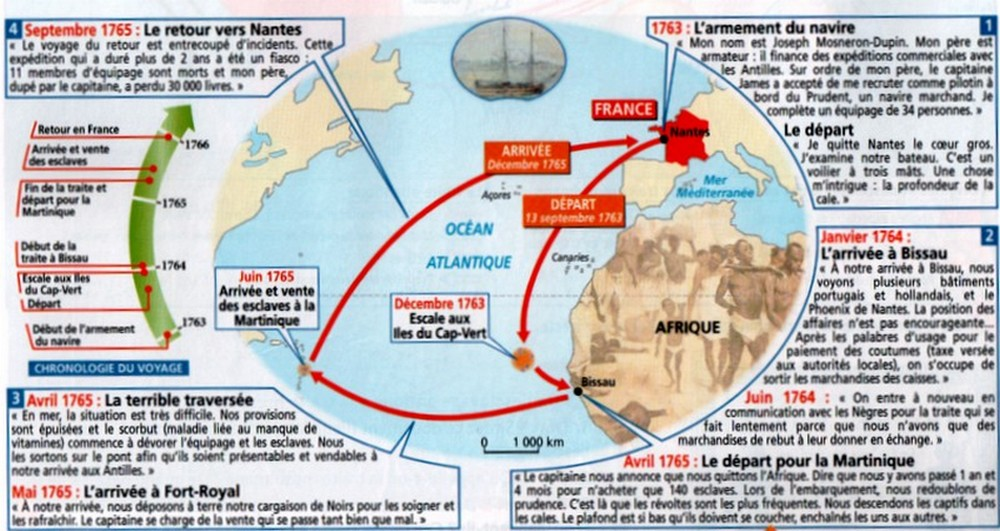 4 Septembre 1765 : Le retour vers Nantes
« Le voyage du retour est entrecoupé d'incidents. Cette
expédition qui a duré plus de 2 ans a été un fiasco :
11 membres d'équipage sont morts et mon père,
dupé par le capitaine, a perdu 30 000 livres. »
1763 : L'armement du navire 1
« Mon nom est Joseph Mosneron-Dupin. Mon père est
armateur : il finance des expéditions commerciales avec
les Antilles. Sur ordre de mon père, le capitaine
James a accepté de me recruter comme pilotin à
bord du Prudent, un navire marchand. Je
complète un équipage de 34 personnes. »
Le départ
« Je quitte Nantes le cœur gros.
J'examine notre bateau. C'est un
voilier à trois mâts. Une chose
m'intrigue : la profondeur de la
cale. »
Retour en France
Arrivée et vente
des esclaves
Fin de la traite et
départ pour la
Martinique
Début de la
traite à Bissau
Escale aux Iles
du Cap-Vert
Départ
Début de l'armement
du navire
1766
1765
1764
1763
CHRONOLOGIE DU VOYAGE
FRANCE
Nantes
ARRIVÉE
Décembre 1765
DÉPART
13 septembre 1763
Açores
Mer
Méditerranée
OCÉAN
ATLANTIQUE
Canaries
Juin 1765
Arrivée et vente
des esclaves à la
Martinique
Décembre 1763
Escale aux
Iles du Cap-Vert
AFRIQUE
Bissau
0 1 000 km
Janvier 1764 : 2
L'arrivée à Bissau
« À notre arrivée à Bissau, nous
voyons plusieurs bâtiments
portugais et hollandais, et le
Phoenix de Nantes. La position des
affaires n'est pas encourageante...
Après les palabres d'usage pour le
paiement des coutumes (taxe versée
aux autorités locales), on s'occupe de
sortir les marchandises des caisses. »
Juin 1764 : « On entre à nouveau en
communication avec les Nègres pour la traite qui se
fait lentement parce que nous n'avons que des
marchandises de rebut à leur donner en échange. »
Avril 1765 : Le départ pour la Martinique
« Le capitaine nous annonce que nous quittons l'Afrique. Dire que nous y avons passé 1 an et
4 mois pour n'acheter que 140 esclaves. Lors de l'embarquement, nous redoublons de
prudence. C'est là que les révoltes sont les plus fréquentes. Nous descendons les captifs dans
les cales. Le plafond est si bas qu'ils doivent se coucher, enchaînés les uns aux autres. »
3 Avril 1765 : La terrible traversée
« En mer, la situation est très difficile. Nos provisions
sont épuisées et le scorbut (maladie liée au manque de
vitamines) commence à dévorer l'équipage et les esclaves. Nous
les sortons sur le pont afin qu'ils soient présentables et vendables à
notre arrivée aux Antilles. »
Mai 1765 : L'arrivée à Fort-Royal
« À notre arrivée, nous déposons à terre notre cargaison de Noirs pour les soigner et
les rafraîchir. Le capitaine se charge de la vente qui se passe tant bien que mal. »